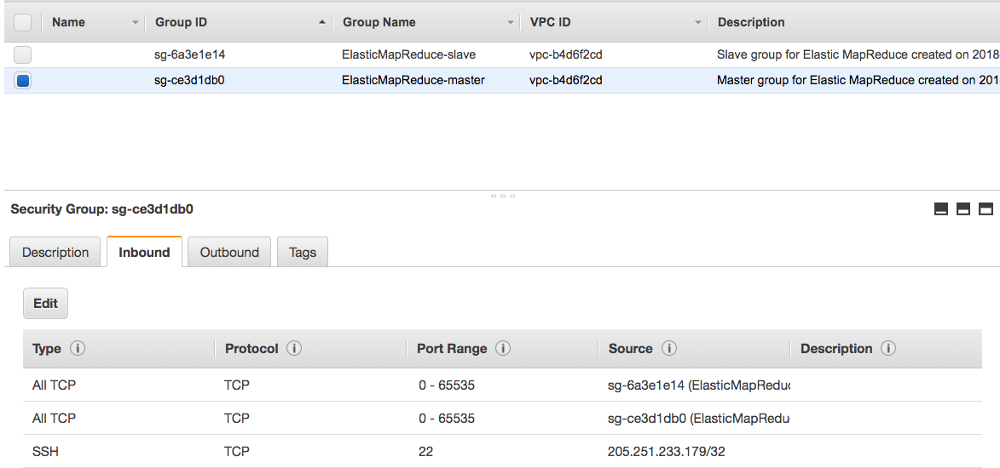 Name Group ID Group Name VPC ID Description
sg-6a3e1e14 ElasticMapReduce-slave vpc-b4d6f2cd Slave group for Elastic MapReduce created on 2018
sg-ce3d1db0 ElasticMapReduce-master vpc-b4d6f2cd Master group for Elastic MapReduce created on 201
Security Group: sg-ce3d1db0
Description Inbound Outbound Tags
Edit
Type i Protocol i Port Range i Source i Description i
All TCP TCP 0 - 65535 sg-6a3e1e14 (ElasticMapReduc
All TCP TCP 0 - 65535 sg-ce3d1db0 (ElasticMapRedu
SSH TCP 22 205.251.233.179/32